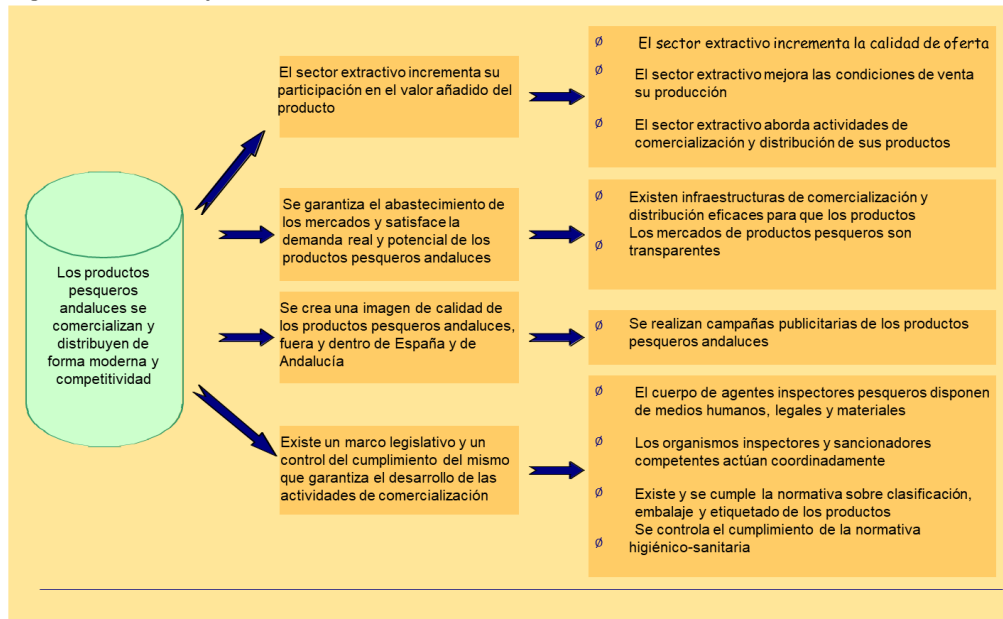 El sector extractivo incrementa su
participación en el valor añadido del
producto
Ø El sector extractivo incrementa la calidad de oferta
Ø El sector extractivo mejora las condiciones de venta
su producción
Ø El sector extractivo aborda actividades de
comercialización y distribución de sus productos
Los productos
pesqueros
andaluces se
comercializan y
distribuyen de
forma moderna y
competitividad
Se garantiza el abastecimiento de
los mercados y satisface la
demanda real y potencial de los
productos pesqueros andaluces
Ø Existen infraestructuras de comercialización y
distribución eficaces para que los productos
Los mercados de productos pesqueros son
Ø transparentes
Se crea una imagen de calidad de
los productos pesqueros andaluces,
fuera y dentro de España y de
Andalucía
Ø Se realizan campañas publicitarias de los productos
pesqueros andaluces
Existe un marco legislativo y un
control del cumplimiento del mismo
que garantiza el desarrollo de las
actividades de comercialización
Ø El cuerpo de agentes inspectores pesqueros disponen
de medios humanos, legales y materiales
Ø Los organismos inspectores y sancionadores
competentes actúan coordinadamente
Ø Existe y se cumple la normativa sobre clasificación,
embalaje y etiquetado de los productos
Se controla el cumplimiento de la normativa
Ø higiénico-sanitaria